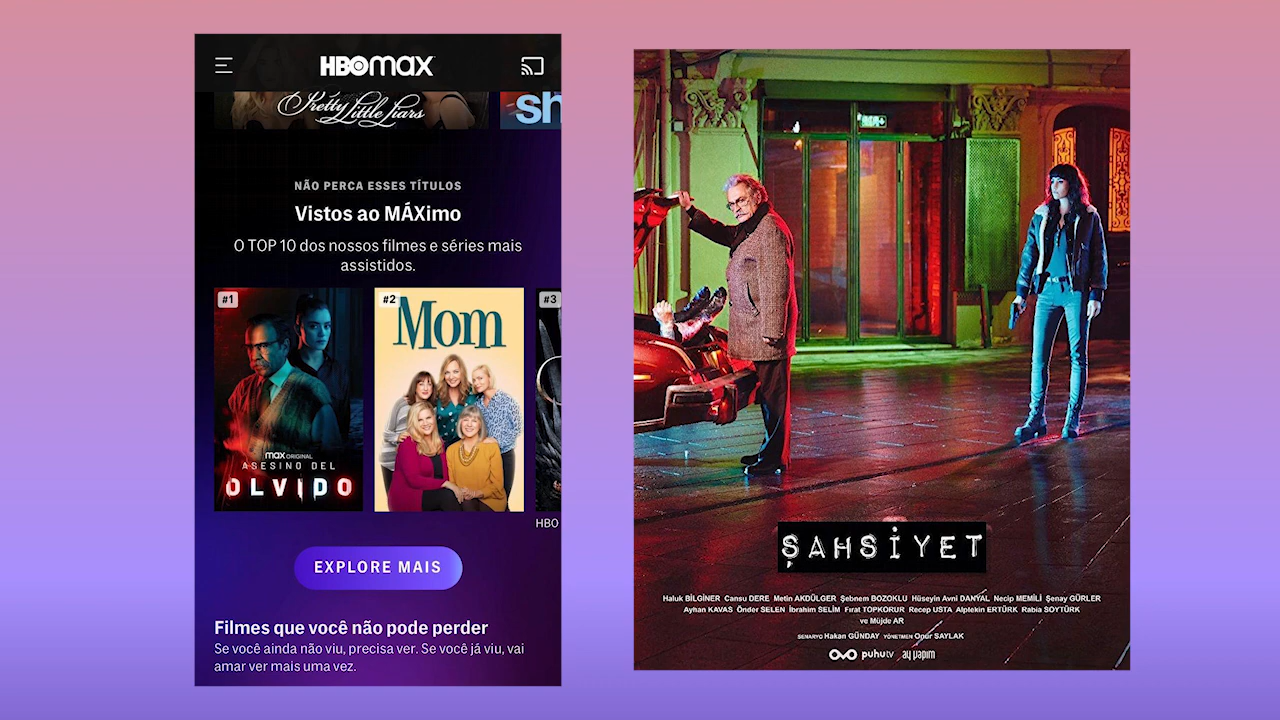 HBOMAX
Pretty Little Liars
sh
NÃO PERCA ESSES TÍTULOS
Vistos ao MÁXimo
O TOP 10 dos nossos filmes e séries mais
assistidos.
#1
max ORIGINAL
ASESINO DEL
OLVIDO
#2
Mom
#3
HBO
EXPLORE MAIS
Filmes que você não pode perder
Se você ainda não viu, precisa ver. Se você já viu, vai
amar ver mais uma vez.
ŞAHSİYET
Haluk BİLGİNER Cansu DERE Metin AKDÜLGER Şebnem BOZOKLU Hüseyin Avni DANYAL Necip MEMİLİ Şenay GÜRLER
Ayhan KAVAS Önder SELEN İbrahim SELİM Fırat TOPKORUR Recep USTA Alptekin ERTÜRK Rabia SOYTÜRK
ve Müjde AR
SENARYO Hakan GÜNDAY YÖNETMEN Onur SAYLAK
puhutv ay yapım